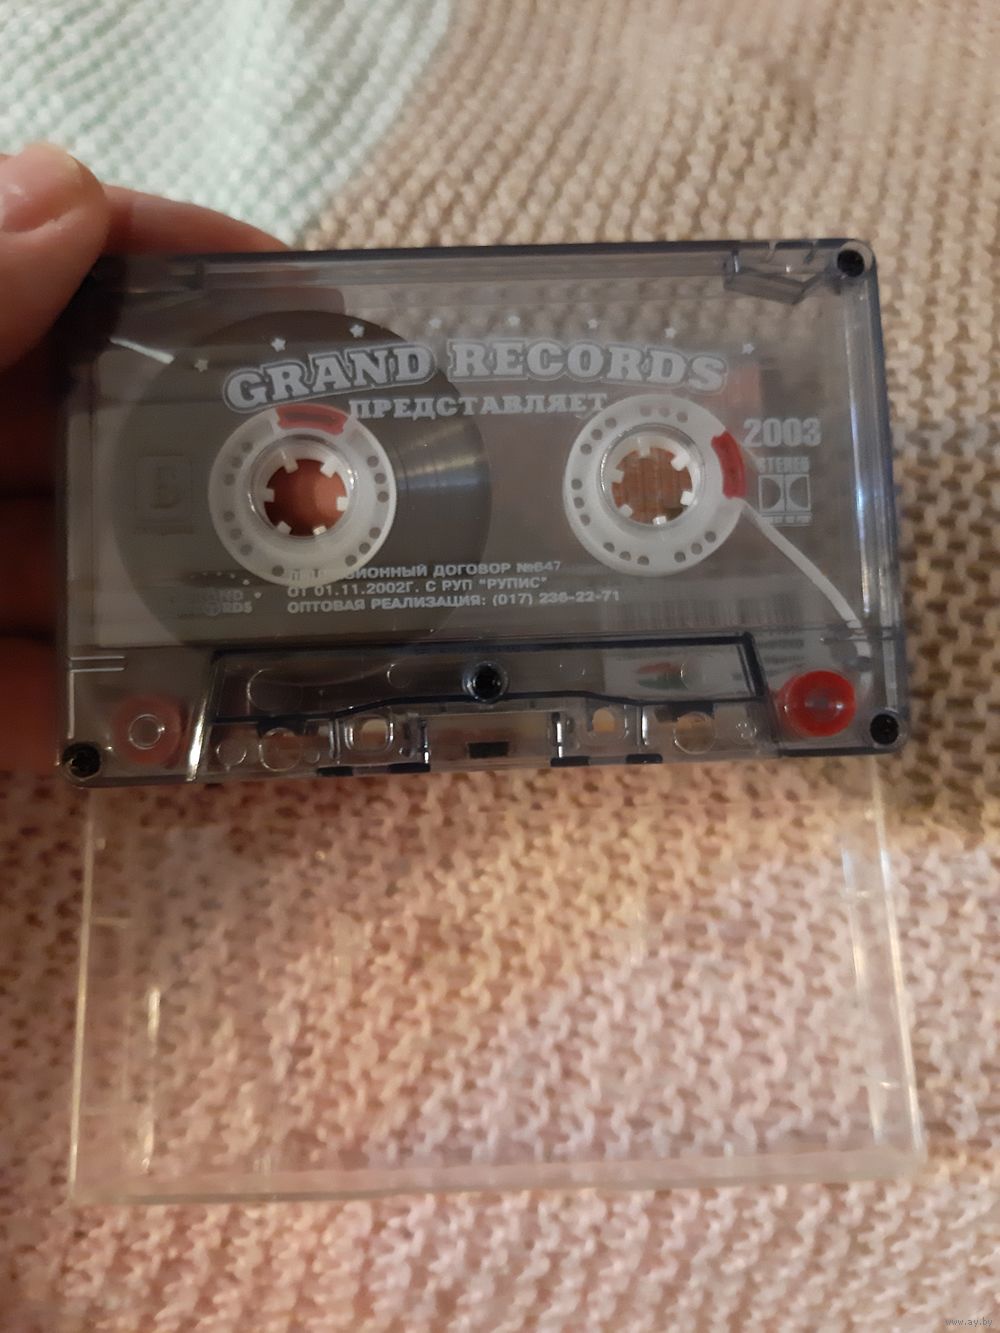 GRAND RECORDS
ПРЕДСТАВЛЯЕТ
2003
STEREO
B
ДОГОВОР №647
ОТ 01.11.2002Г. С РУП "РУПИС"
ОПТОВАЯ РЕАЛИЗАЦИЯ: (017) 236-22-71
www.ay.by